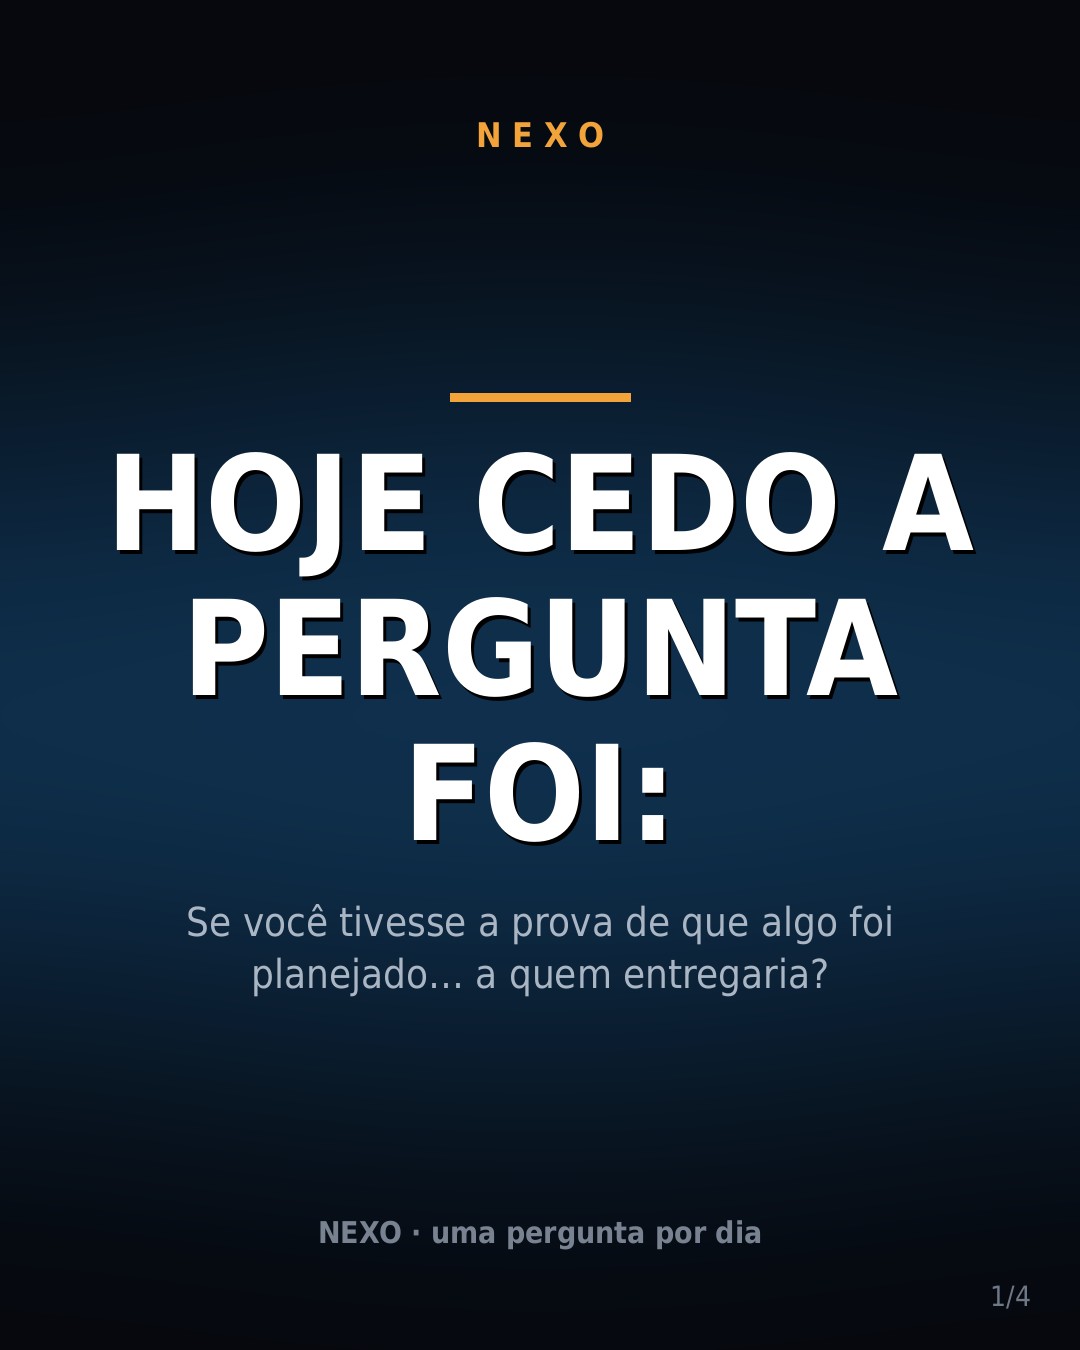 NEXO
HOJE CEDO A
PERGUNTA
FOI:
Se você tivesse a prova de que algo foi
planejado... a quem entregaria?
NEXO · uma pergunta por dia
1/4